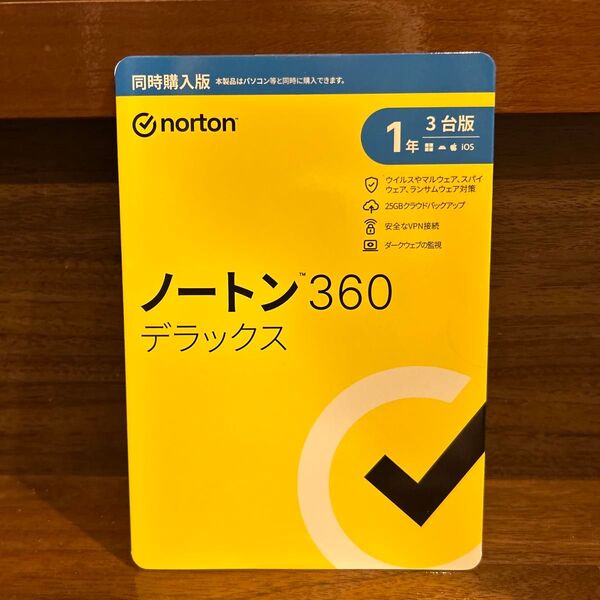 同時購入版 本製品はパソコン等と同時に購入できます。
norton
1年 3台版
iOS
ウイルスやマルウェア、スパイ
ウェア、ランサムウェア対策
25GBクラウドバックアップ
安全なVPN接続
ダークウェブの監視
ノートン™ 360
デラックス